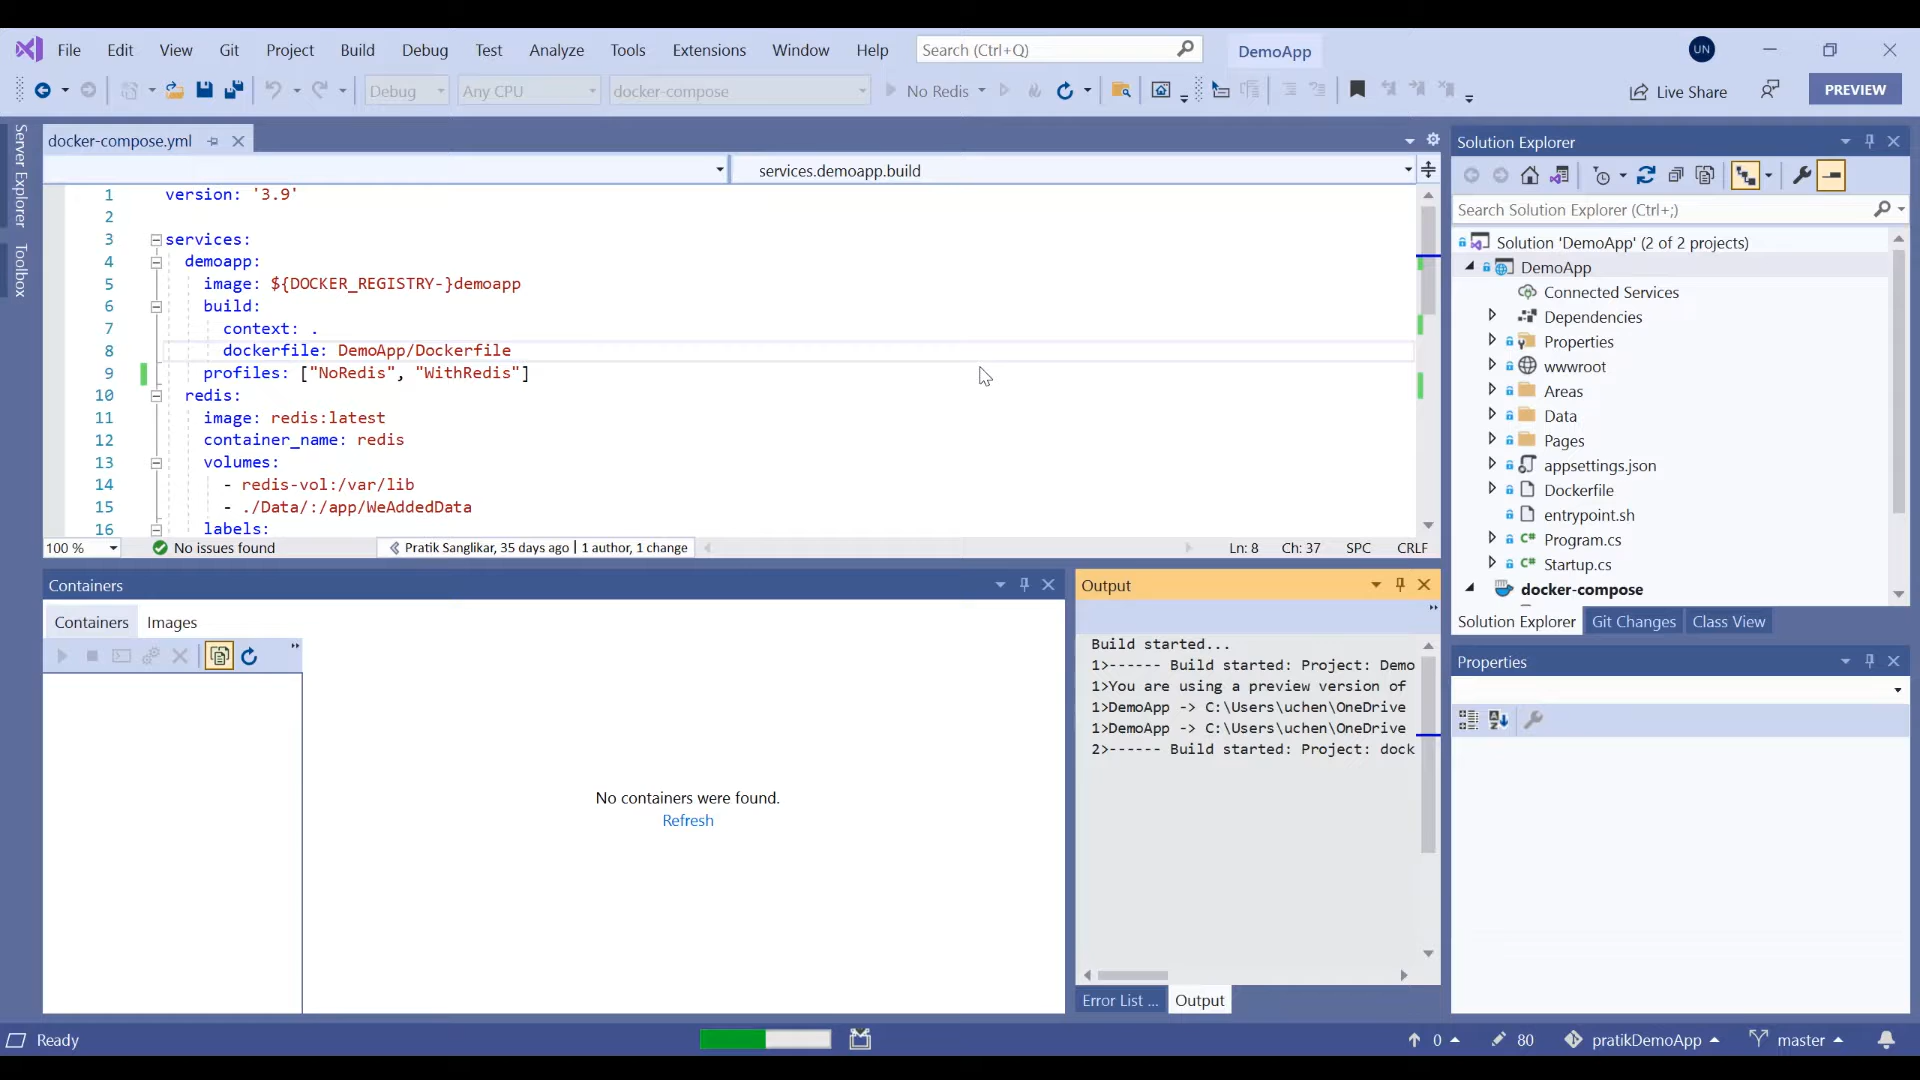 File Edit View Git Project Build Debug Test Analyze Tools Extensions Window Help Search (Ctrl+Q) DemoApp UN
Debug Any CPU docker-compose No Redis Live Share PREVIEW
Server Explorer
Toolbox
docker-compose.yml
services.demoapp.build
1 version: '3.9'
2
3 services:
4 demoapp:
5 image: ${DOCKER_REGISTRY-}demoapp
6 build:
7 context: .
8 dockerfile: DemoApp/Dockerfile
9 profiles: ["NoRedis", "WithRedis"]
10 redis:
11 image: redis:latest
12 container_name: redis
13 volumes:
14 - redis-vol:/var/lib
15 - ./Data/:/app/WeAddedData
16 labels:
100 % No issues found Pratik Sanglikar, 35 days ago | 1 author, 1 change Ln: 8 Ch: 37 SPC CRLF
Containers
Containers Images
No containers were found.
Refresh
Output
Build started...
1>------ Build started: Project: Demo
1>You are using a preview version of
1>DemoApp -> C:\Users\uchen\OneDrive
1>DemoApp -> C:\Users\uchen\OneDrive
2>------ Build started: Project: dock
Error List ... Output
Solution Explorer
Search Solution Explorer (Ctrl+;)
Solution 'DemoApp' (2 of 2 projects)
DemoApp
Connected Services
Dependencies
Properties
wwwroot
Areas
Data
Pages
appsettings.json
Dockerfile
entrypoint.sh
C# Program.cs
C# Startup.cs
docker-compose
Solution Explorer Git Changes Class View
Properties
Ready 0 80 pratikDemoApp master